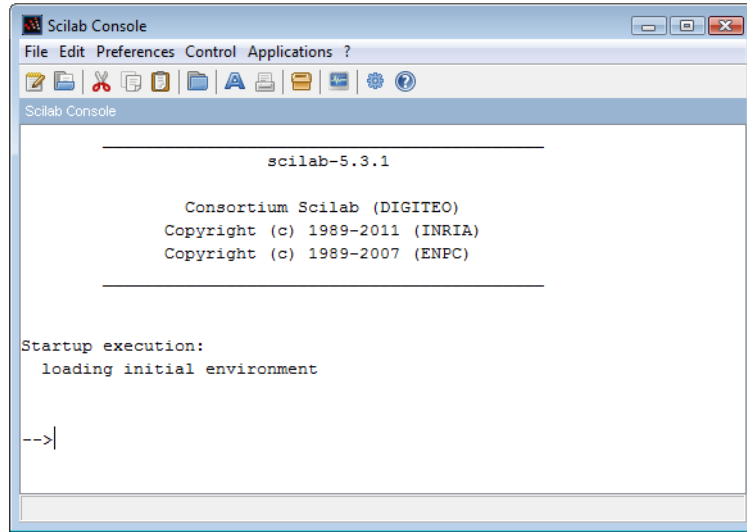 Scilab Console
File Edit Preferences Control Applications ?
Scilab Console
scilab-5.3.1
Consortium Scilab (DIGITEO)
Copyright (c) 1989-2011 (INRIA)
Copyright (c) 1989-2007 (ENPC)
Startup execution:
loading initial environment
-->